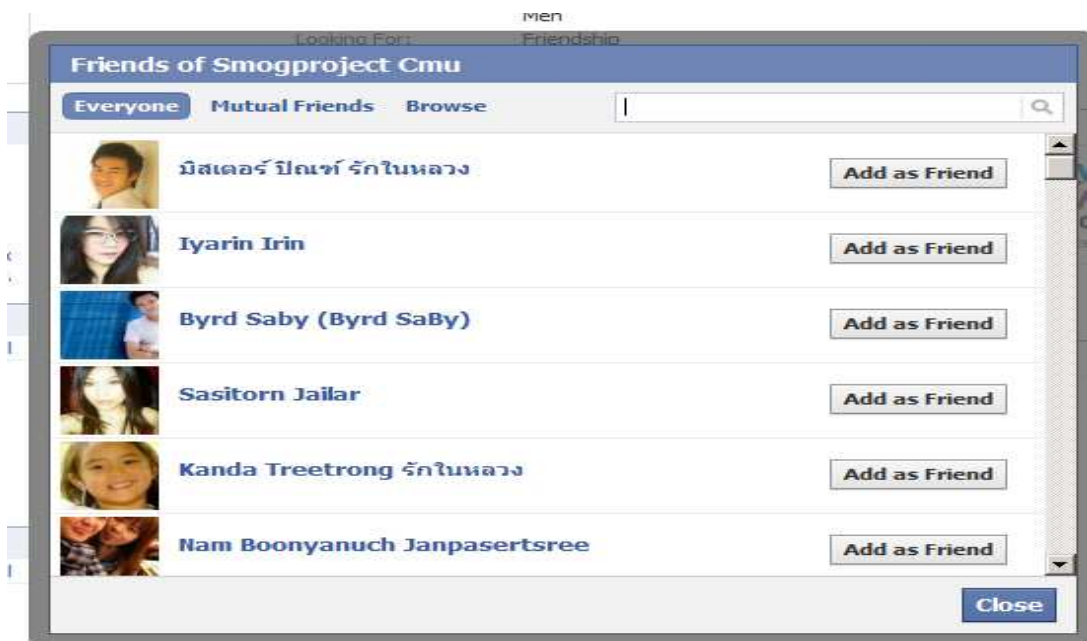 Men
Looking For: Friendship
Friends of Smogproject Cmu
Everyone Mutual Friends Browse
มิสเตอร์ ปิณฑ์ รักในหลวง Add as Friend
Iyarin Irin Add as Friend
Byrd Saby (Byrd SaBy) Add as Friend
Sasitorn Jailar Add as Friend
Kanda Treetrong รักในหลวง Add as Friend
Nam Boonyanuch Janpasertsree Add as Friend
Close